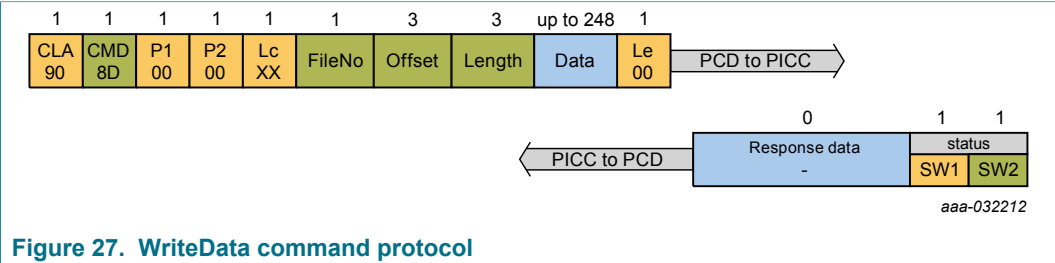 1 1 1 1 1 1 3 3 up to 248 1
CLA CMD P1 P2 Lc FileNo Offset Length Data Le PCD to PICC
90 8D 00 00 XX 00
0 1 1
PICC to PCD Response data status
- SW1 SW2
aaa-032212
Figure 27. WriteData command protocol